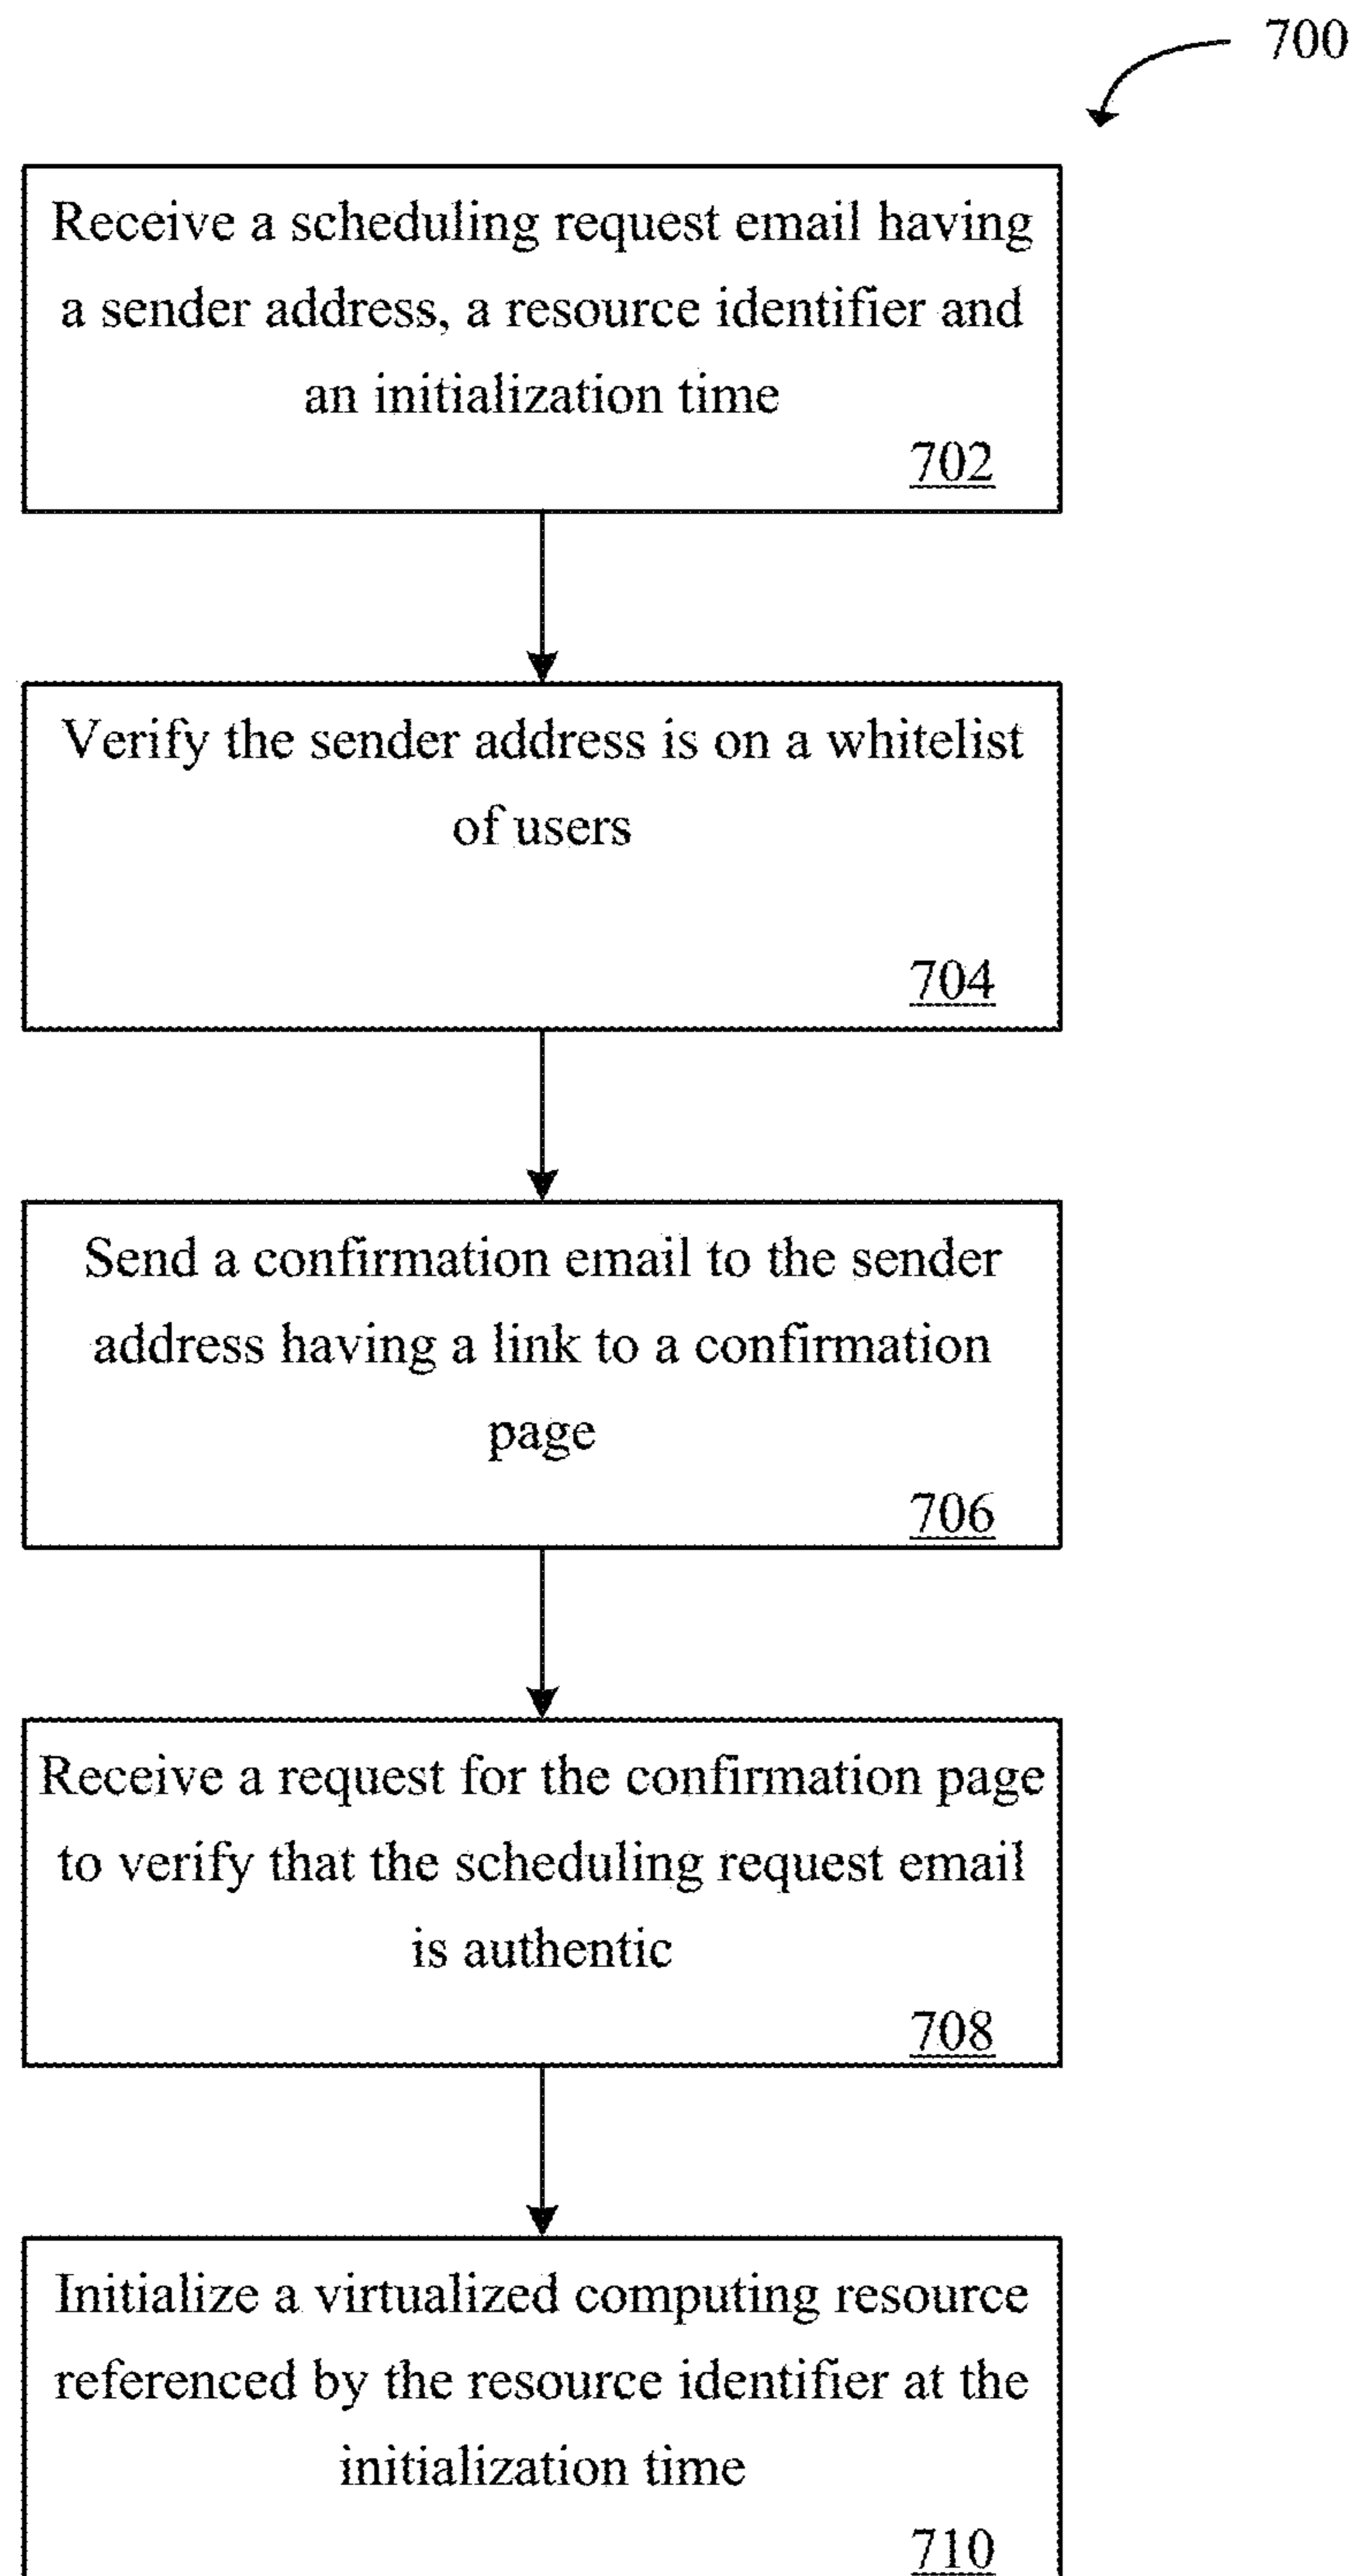 700
Receive a scheduling request email having
a sender address, a resource identifier and
an initialization time
702
Verify the sender address is on a whitelist
of users
704
Send a confirmation email to the sender
address having a link to a confirmation
page
706
Receive a request for the confirmation page
to verify that the scheduling request email
is authentic
708
Initialize a virtualized computing resource
referenced by the resource identifier at the
initialization time
710